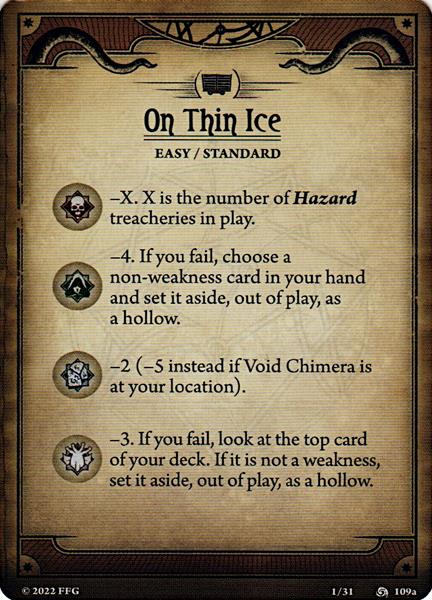 On Thin Ice
EASY / STANDARD
–X. X is the number of Hazard
treacheries in play.
–4. If you fail, choose a
non-weakness card in your hand
and set it aside, out of play, as
a hollow.
–2 (–5 instead if Void Chimera is
at your location).
–3. If you fail, look at the top card
of your deck. If it is not a weakness,
set it aside, out of play, as a hollow.
© 2022 FFG 1/31 109a